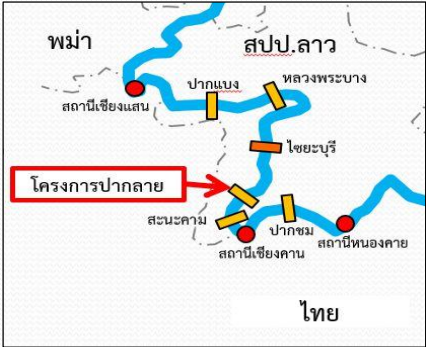 พม่า
สปป.ลาว
ปากแบง
หลวงพระบาง
สถานีเชียงแสน
ไซยะบุรี
โครงการปากลาย
สะนะคาม
ปากชม
สถานีเชียงคาน
สถานีหนองคาย
ไทย